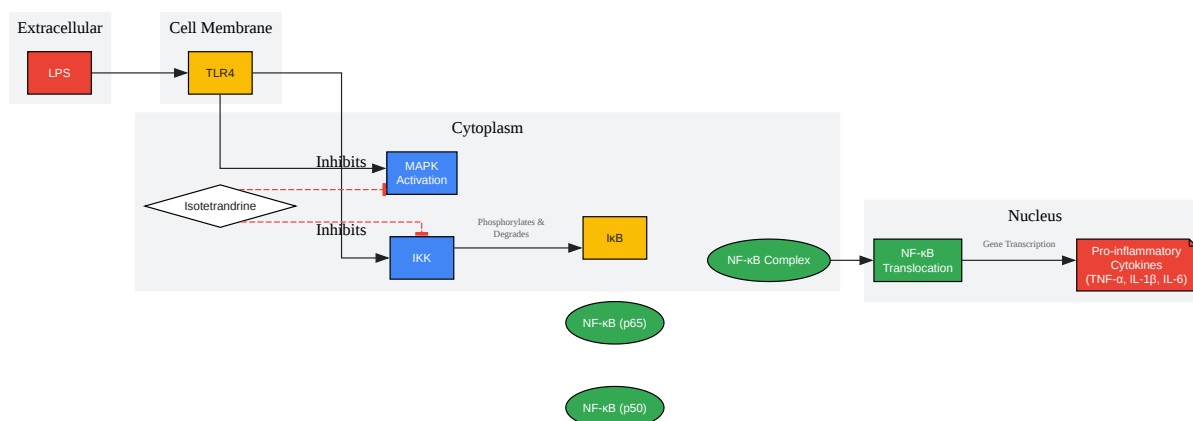 Extracellular
Cell Membrane
LPS
TLR4
Cytoplasm
Inhibits
MAPK
Activation
Isotetrandrine
Inhibits
IKK
Phosphorylates &
Degrades
IκB
NF-κB Complex
Nucleus
NF-κB
Translocation
Gene Transcription
Pro-inflammatory
Cytokines
(TNF-α, IL-1β, IL-6)
NF-κB (p65)
NF-κB (p50)